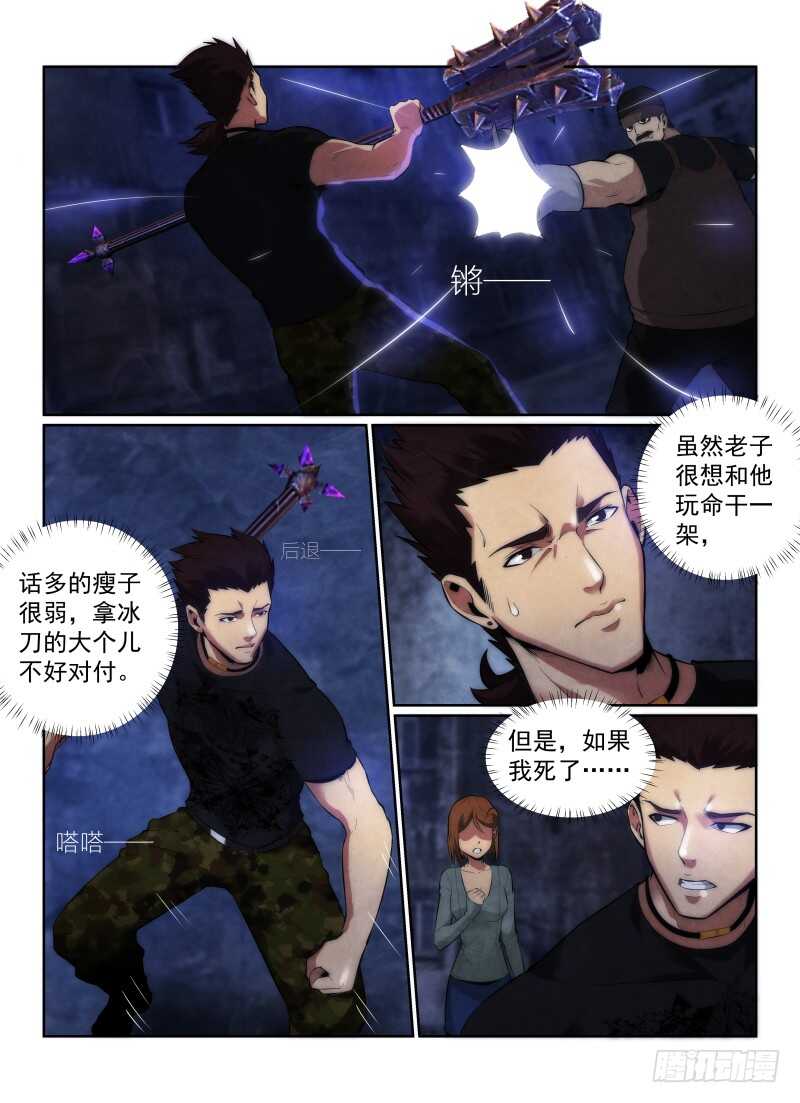 锵——
后退——
话多的瘦子
很弱，拿冰
刀的大个儿
不好对付。
嗒嗒——
虽然老子
很想和他
玩命干一
架，
但是，如果
我死了……
腾讯动漫